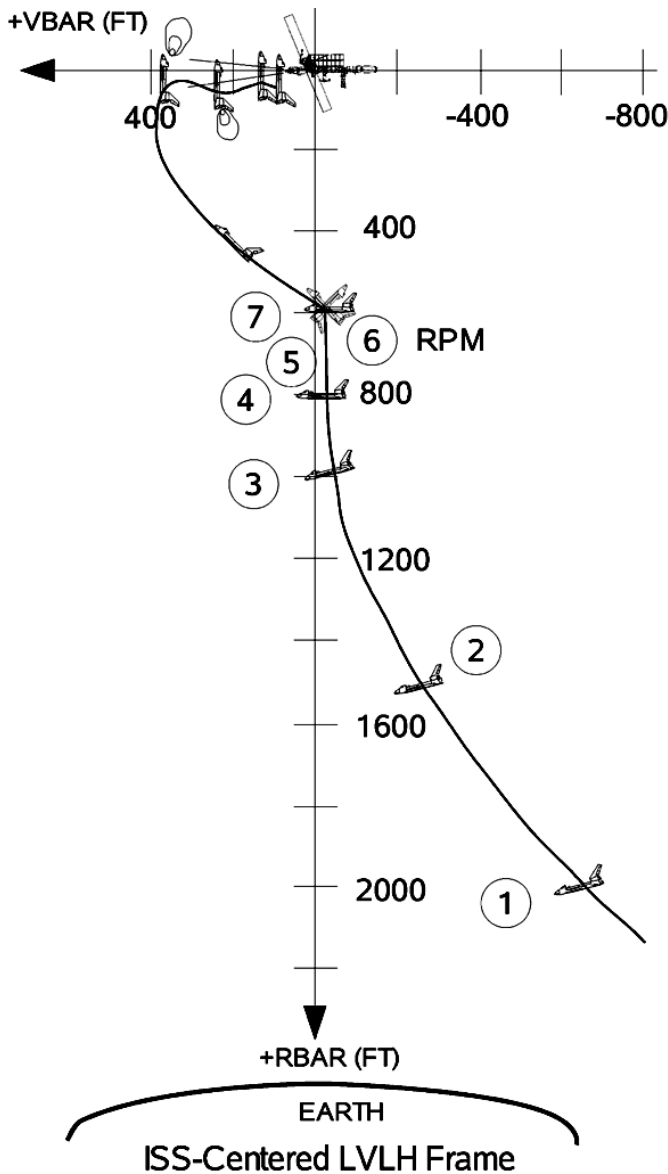 +VBAR (FT)
400 -400 -800
400
7 6 RPM
5
4 800
3
1200
2
1600
2000
1
+RBAR (FT)
EARTH
ISS-Centered LVLH Frame